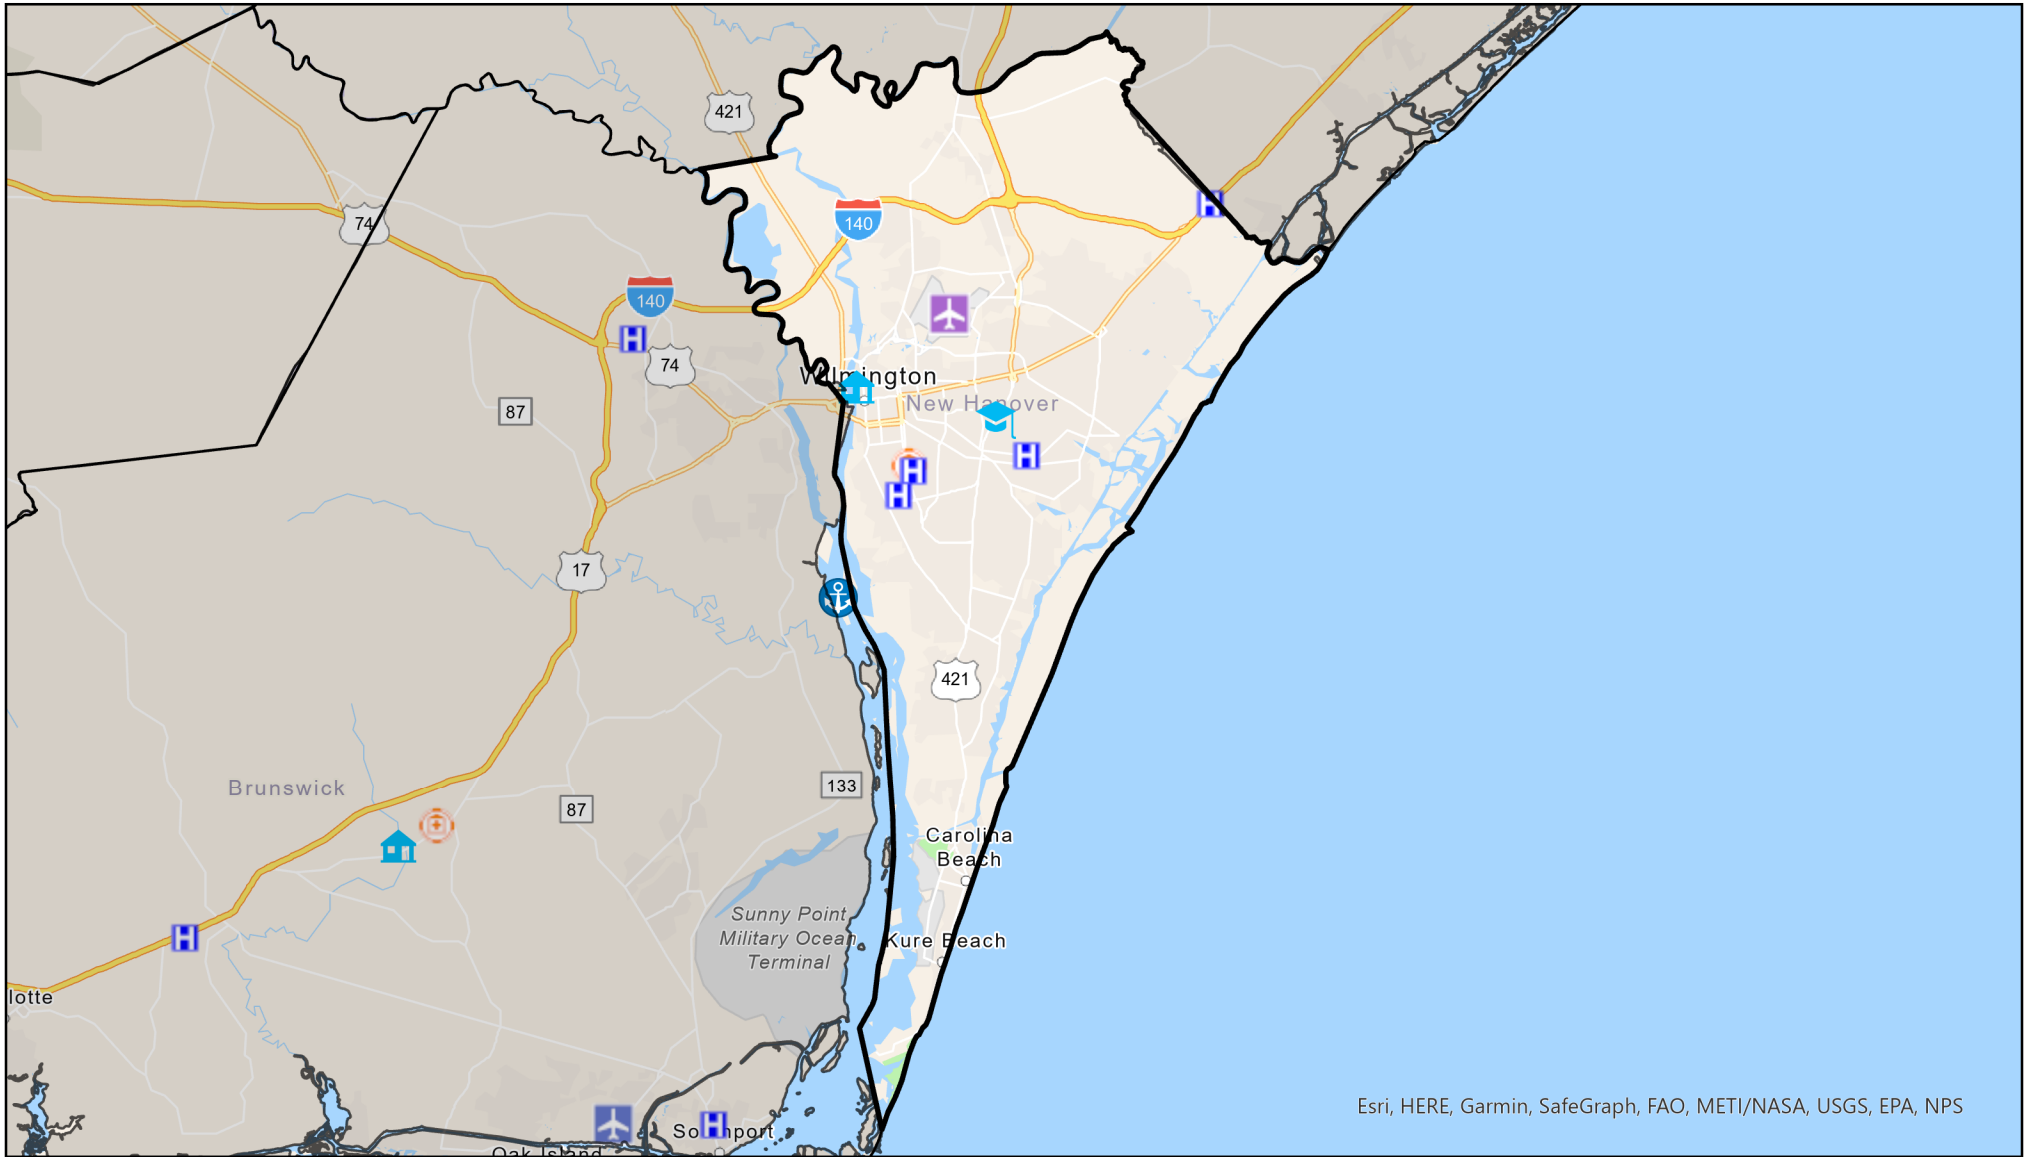 421
74
140
140
74
Wilmington
New Hanover
87
17
421
Brunswick
133
87
Carolina
Beach
Sunny Point
Military Ocean
Terminal
Kure Beach
lotte
Esri, HERE, Garmin, SafeGraph, FAO, METI/NASA, USGS, EPA, NPS
Southport
Oak Island
H
H
H
H
H
H
H